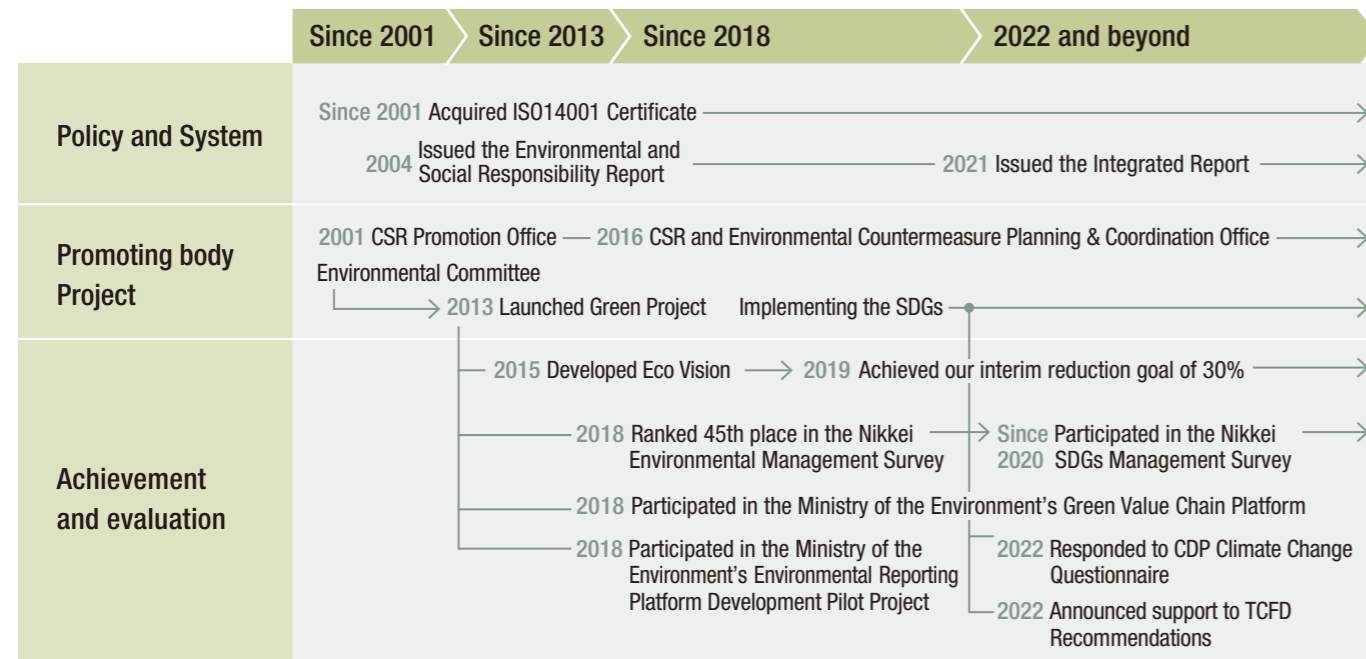 Since 2001 Since 2013 Since 2018 2022 and beyond
Policy and System
Since 2001 Acquired ISO14001 Certificate
2004 Issued the Environmental and
Social Responsibility Report
2021 Issued the Integrated Report
Promoting body
Project
2001 CSR Promotion Office 2016 CSR and Environmental Countermeasure Planning & Coordination Office
Environmental Committee
2013 Launched Green Project Implementing the SDGs
Achievement
and evaluation
2015 Developed Eco Vision 2019 Achieved our interim reduction goal of 30%
2018 Ranked 45th place in the Nikkei
Environmental Management Survey
Since Participated in the Nikkei
2020 SDGs Management Survey
2018 Participated in the Ministry of the Environment's Green Value Chain Platform
2018 Participated in the Ministry of the
Environment's Environmental Reporting
Platform Development Pilot Project
2022 Responded to CDP Climate Change
Questionnaire
2022 Announced support to TCFD
Recommendations